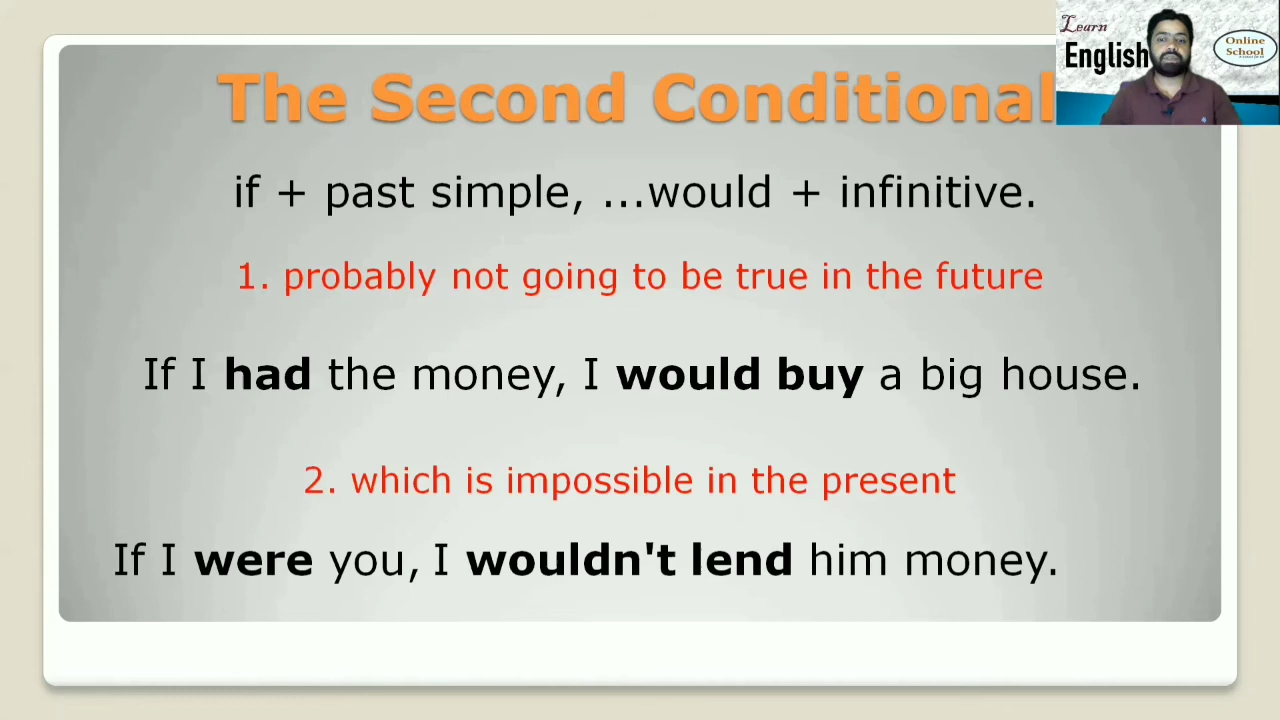 The Second Conditional
Learn
English
Online
School
if + past simple, ...would + infinitive.
1. probably not going to be true in the future
If I had the money, I would buy a big house.
2. which is impossible in the present
If I were you, I wouldn't lend him money.